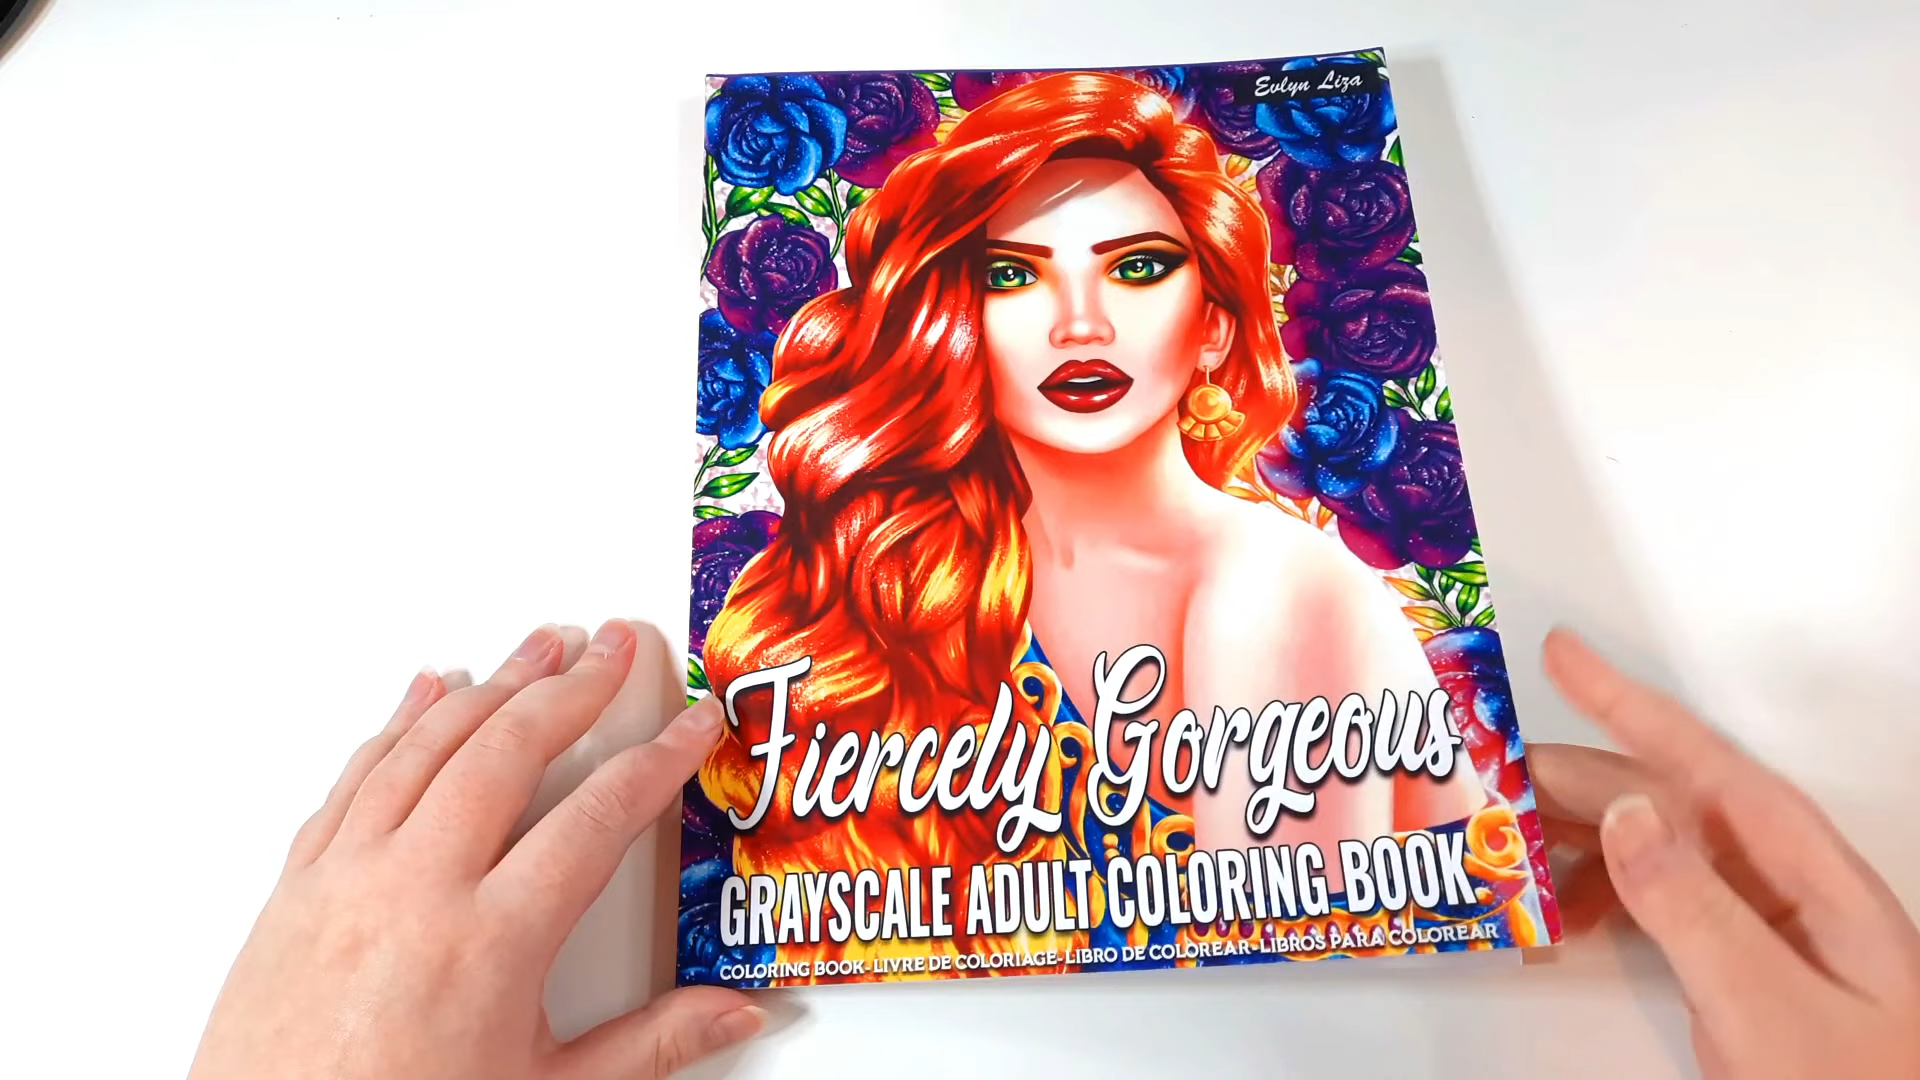 Evlyn Liza
Fiercely Gorgeous
GRAYSCALE ADULT COLORING BOOK
COLORING BOOK-LIVRE DE COLORIAGE-LIBRO DE COLOREAR-LIBROS PARA COLOREAR